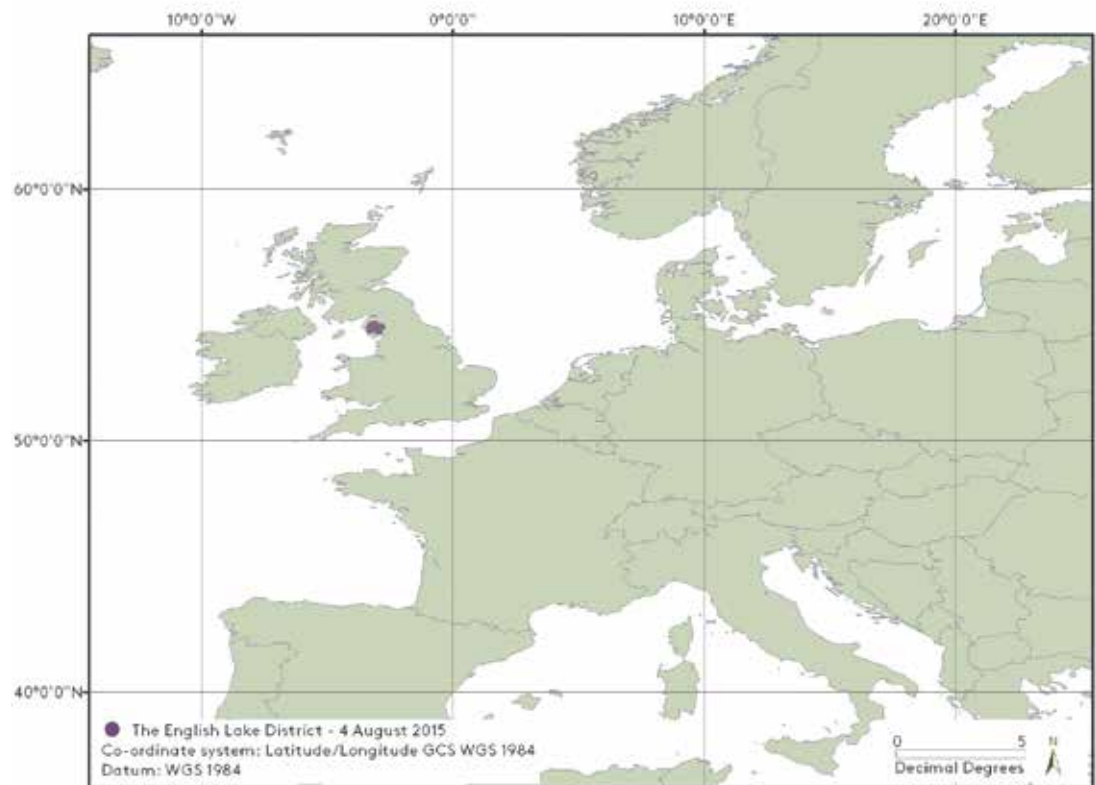 10°0'0"W 0°0'0" 10°0'0"E 20°0'0"E
60°0'0"N
50°0'0"N
40°0'0"N
The English Lake District - 4 August 2015
Co-ordinate system: Latitude/Longitude GCS WGS 1984
Datum: WGS 1984
0 5
Decimal Degrees
N